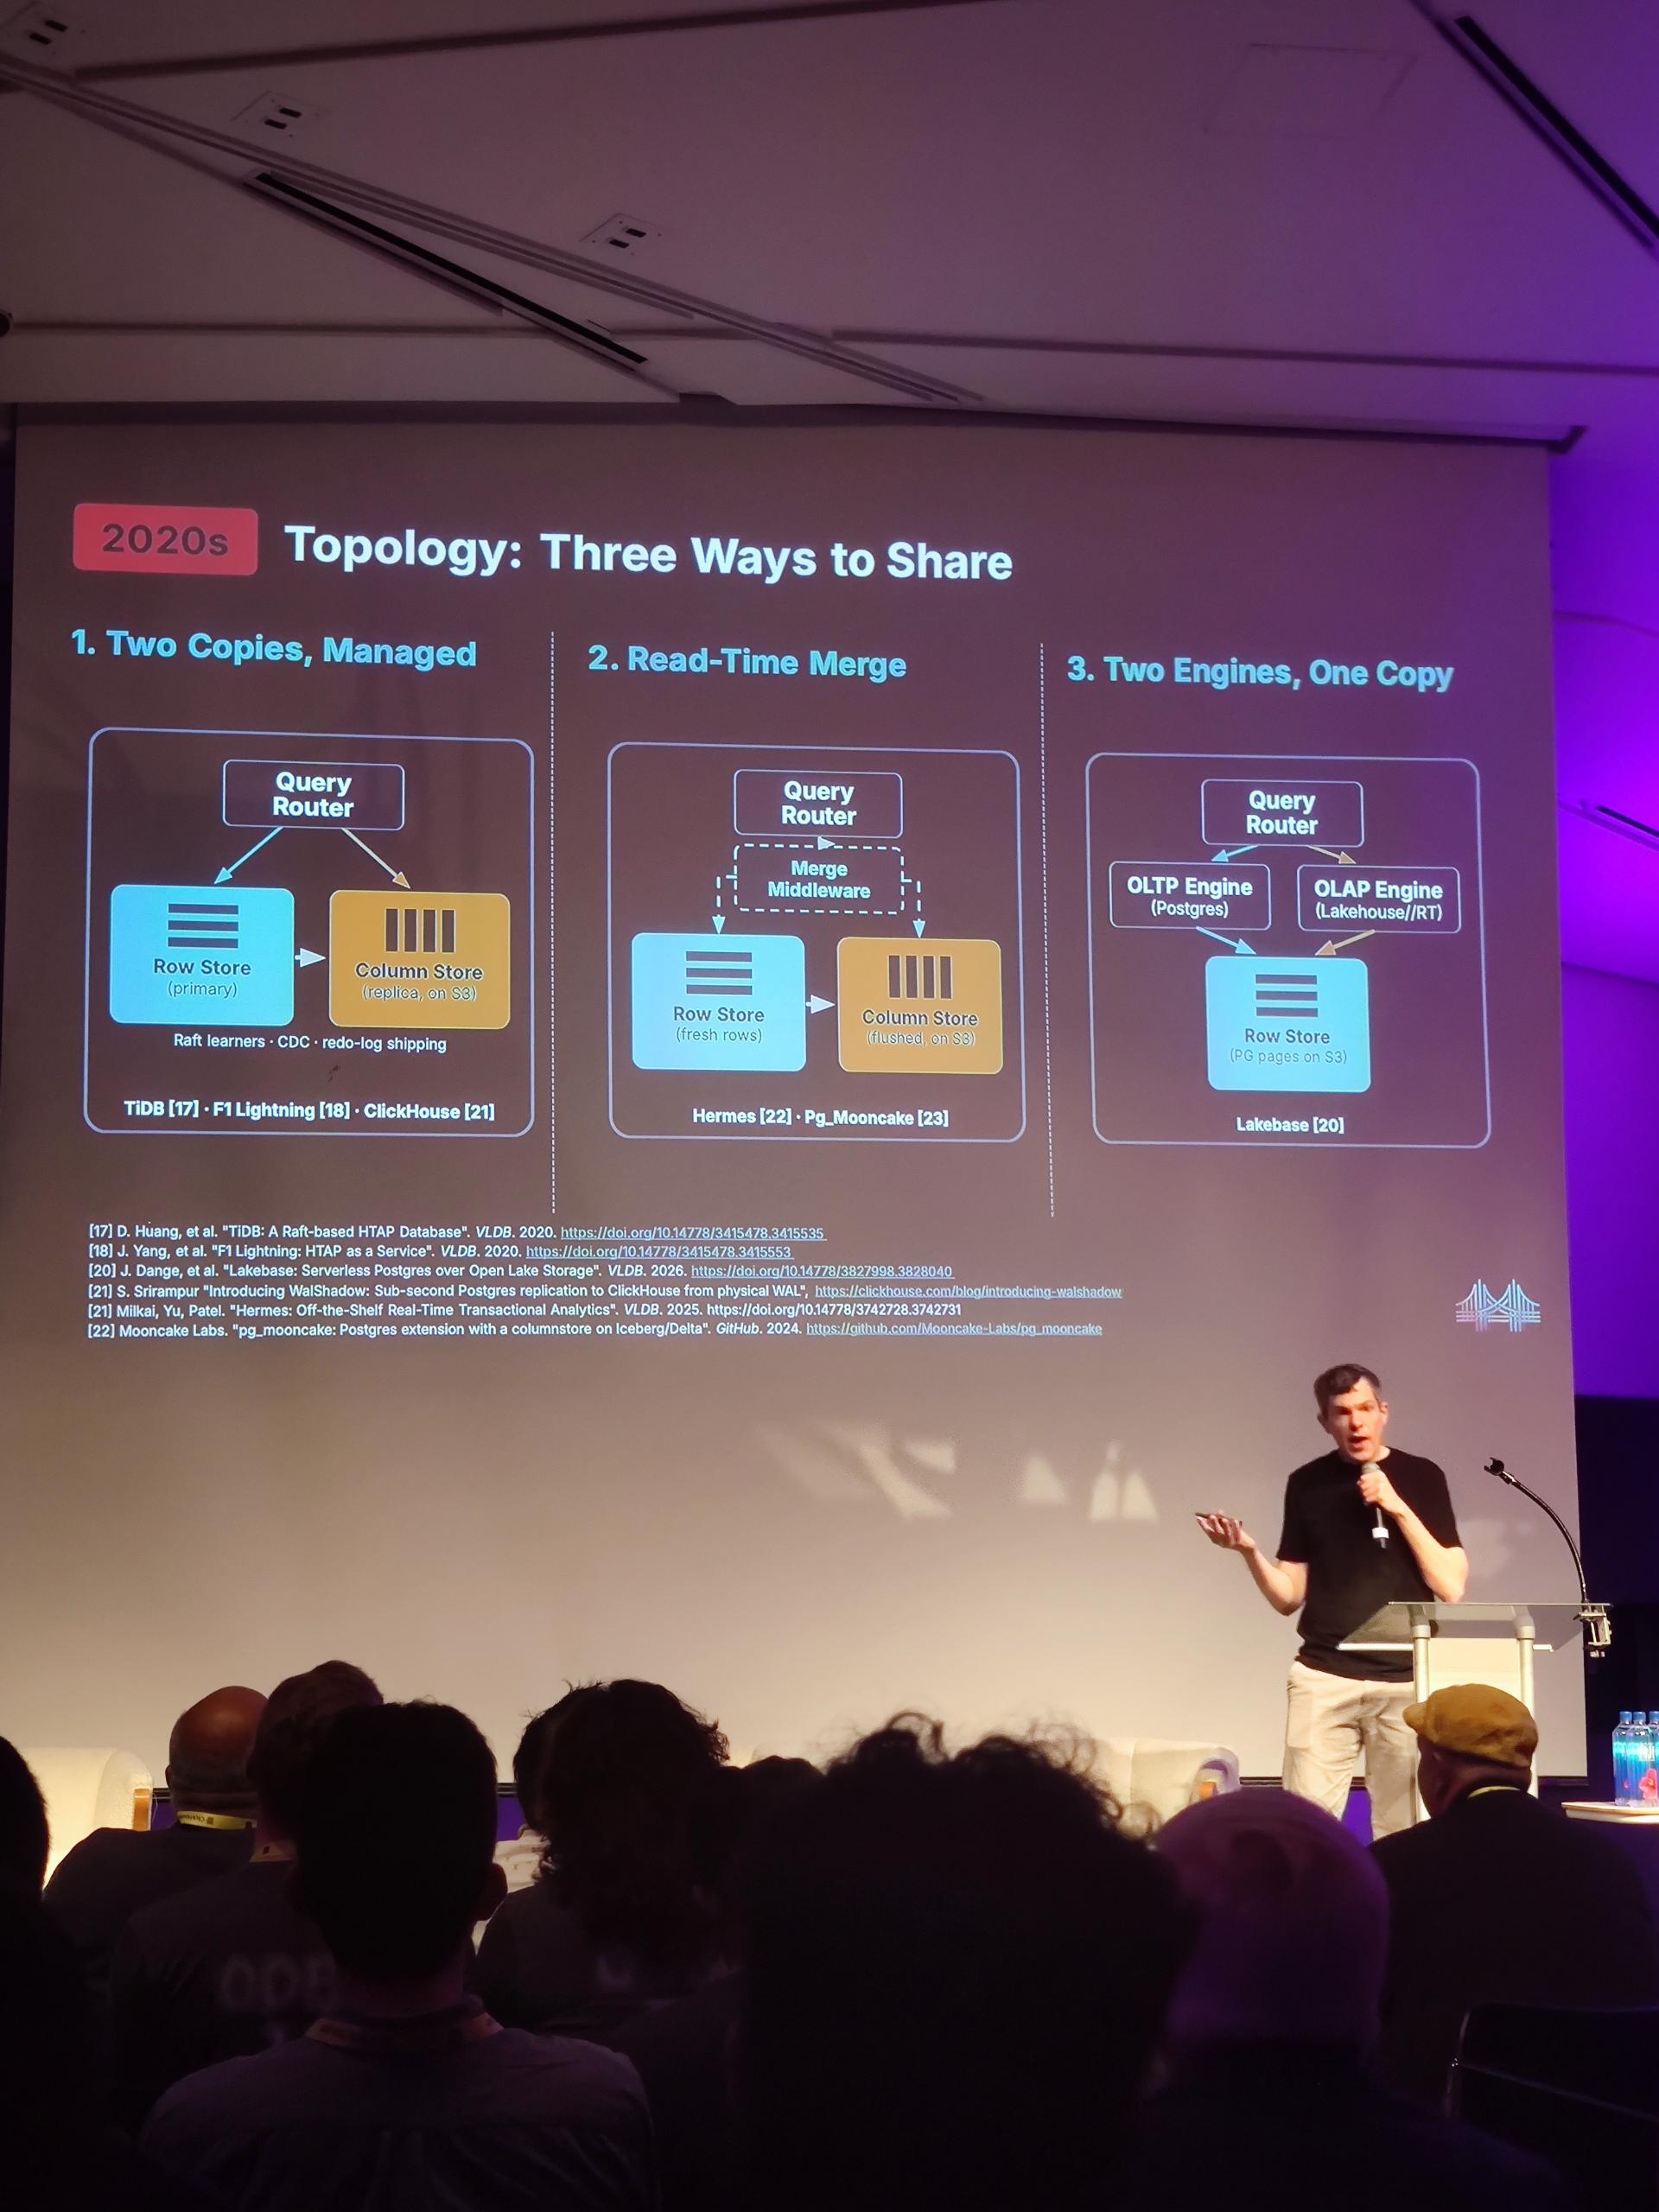 2020s Topology: Three Ways to Share
1. Two Copies, Managed
Query
Router
Row Store
(primary)
Column Store
(replica, on S3)
Raft learners · CDC · redo-log shipping
TiDB [17] · F1 Lightning [18] · ClickHouse [21]
2. Read-Time Merge
Query
Router
Merge
Middleware
Row Store
(fresh rows)
Column Store
(flushed, on S3)
Hermes [22] · Pg_Mooncake [23]
3. Two Engines, One Copy
Query
Router
OLTP Engine
(Postgres)
OLAP Engine
(Lakehouse//RT)
Row Store
(PG pages on S3)
Lakebase [20]
[17] D. Huang, et al. "TiDB: A Raft-based HTAP Database". VLDB. 2020. https://doi.org/10.14778/3415478.3415535
[18] J. Yang, et al. "F1 Lightning: HTAP as a Service". VLDB. 2020. https://doi.org/10.14778/3415478.3415553
[20] J. Dange, et al. "Lakebase: Serverless Postgres over Open Lake Storage". VLDB. 2026. https://doi.org/10.14778/3827998.3828040
[21] S. Srirampur "Introducing WalShadow: Sub-second Postgres replication to ClickHouse from physical WAL", https://clickhouse.com/blog/introducing-walshadow
[21] Milkai, Yu, Patel. "Hermes: Off-the-Shelf Real-Time Transactional Analytics". VLDB. 2025. https://doi.org/10.14778/3742728.3742731
[22] Mooncake Labs. "pg_mooncake: Postgres extension with a columnstore on Iceberg/Delta". GitHub. 2024. https://github.com/Mooncake-Labs/pg_mooncake